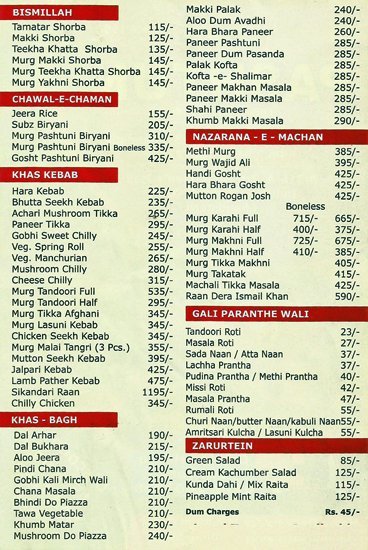 BISMILLAH
Tamatar Shorba 115/-
Makki Shorba 125/-
Teekha Khatta Shorba 135/-
Murg Makki Shorba 145/-
Murg Teekha Khatta Shorba 145/-
Murg Yakhni Shorba 145/-
CHAWAL-E-CHAMAN
Jeera Rice 155/-
Subz Biryani 205/-
Murg Pashtuni Biryani 310/-
Murg Pashtuni Biryani Boneless 335/-
Gosht Pashtuni Biryani 425/-
KHAS KEBAB
Hara Kebab 225/-
Bhutta Seekh Kebab 235/-
Achari Mushroom Tikka 265/-
Paneer Tikka 295/-
Gobhi Sweet Chilly 245/-
Veg. Spring Roll 255/-
Veg. Manchurian 265/-
Mushroom Chilly 280/-
Cheese Chilly 315/-
Murg Tandoori Full 535/-
Murg Tandoori Half 295/-
Murg Tikka Afghani 345/-
Murg Lasuni Kebab 345/-
Chicken Seekh Kebab 345/-
Murg Malai Tangri (3 Pcs.) 355/-
Mutton Seekh Kebab 395/-
Jalpari Kebab 425/-
Lamb Pather Kebab 475/-
Sikandari Raan 1195/-
Chilly Chicken 345/-
KHAS - BAGH
Dal Arhar 190/-
Dal Bukhara 215/-
Aloo Jeera 195/-
Pindi Chana 210/-
Gobhi Kali Mirch Wali 210/-
Chana Masala 210/-
Bhindi Do Piazza 210/-
Tawa Vegetable 210/-
Khumb Matar 230/-
Mushroom Do Piazza 240/-
Makki Palak 240/-
Aloo Dum Avadhi 240/-
Hara Bhara Paneer 260/-
Paneer Pashtuni 285/-
Paneer Dum Pasanda 285/-
Palak Kofta 285/-
Kofta -e- Shalimar 285/-
Paneer Makhan Masala 285/-
Paneer Makki Masala 285/-
Shahi Paneer 285/-
Khumb Makki Masala 290/-
NAZARANA - E - MACHAN
Methi Murg 385/-
Murg Wajid Ali 395/-
Handi Gosht 425/-
Hara Bhara Gosht 425/-
Mutton Rogan Josh 425/-
Boneless
Murg Karahi Full 715/- 665/-
Murg Karahi Half 400/- 375/-
Murg Makhni Full 725/- 675/-
Murg Makhni Half 410/- 385/-
Murg Tikka Makhni 405/-
Murg Takatak 415/-
Machali Tikka Masala 425/-
Raan Dera Ismail Khan 590/-
GALI PARANTHE WALI
Tandoori Roti 23/-
Masala Roti 27/-
Sada Naan / Atta Naan 37/-
Lachha Prantha 37/-
Pudina Prantha / Methi Prantha 40/-
Missi Roti 42/-
Masala Prantha 47/-
Rumali Roti 55/-
Churi Naan/butter Naan/kabuli Naan55/-
Amritsari Kulcha / Lasuni Kulcha 55/-
ZARURTEIN
Green Salad 85/-
Cream Kachumber Salad 125/-
Kunda Dahi / Mix Raita 115/-
Pineapple Mint Raita 125/-
Dum Charges Rs. 45/-